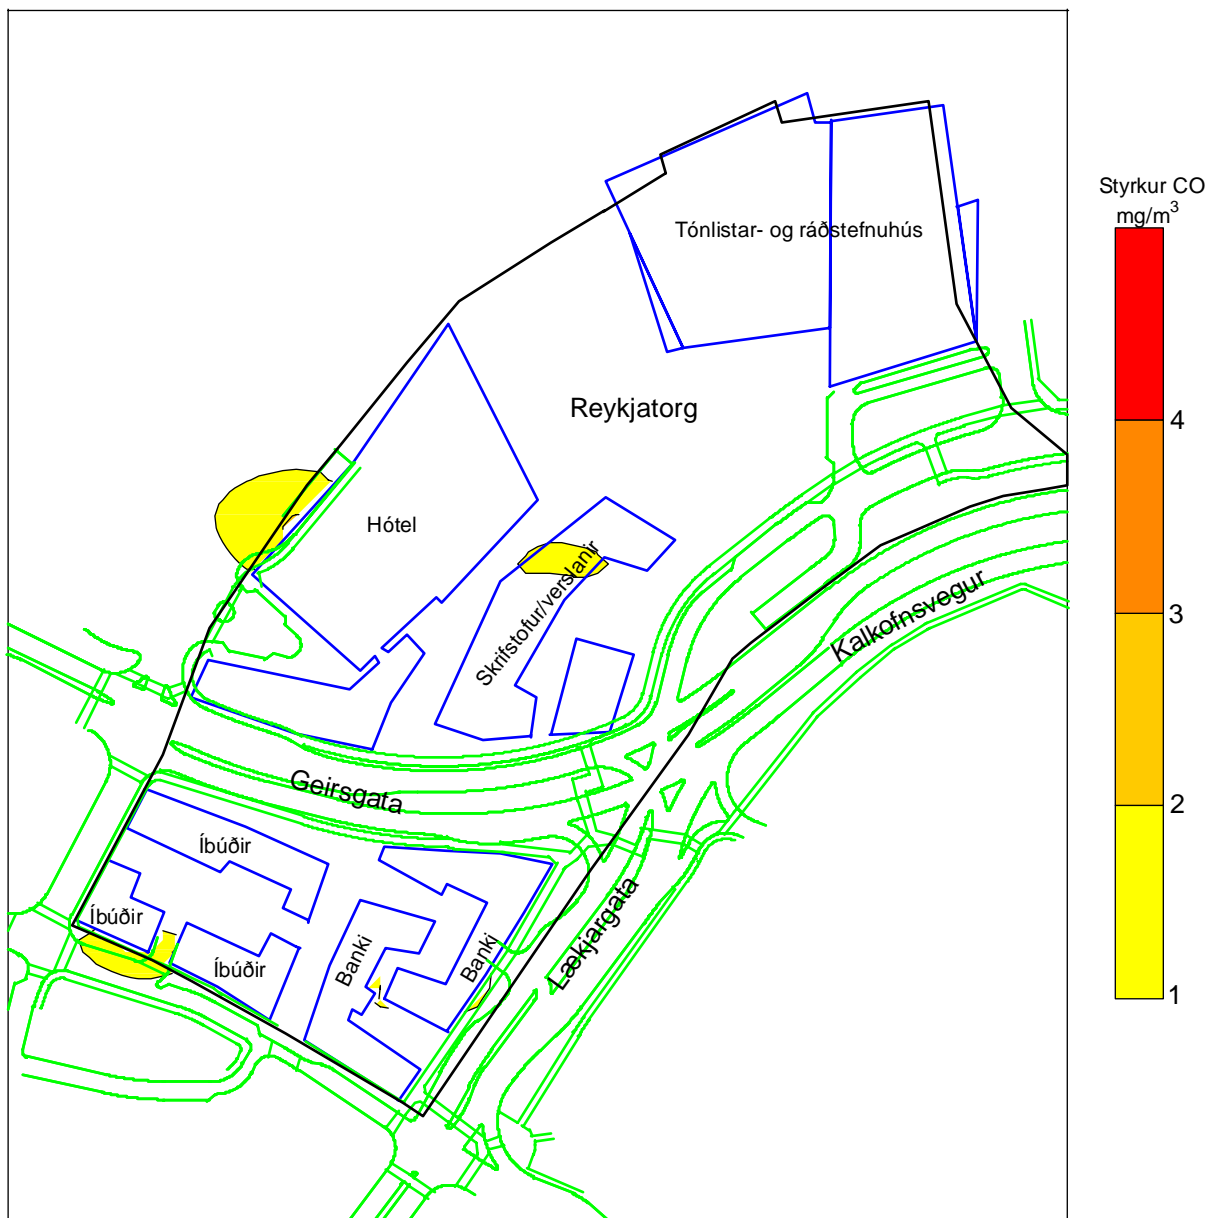 Styrkur CO
mg/m³
Tónlistar- og ráðstefnuhús
Reykjatorg
4
Hótel
Skrifstofur/verslanir
Kalkofnsvegur
3
Geirsgata
2
Íbúðir
Íbúðir
Íbúðir
Banki
Banki
Lækjargata
1